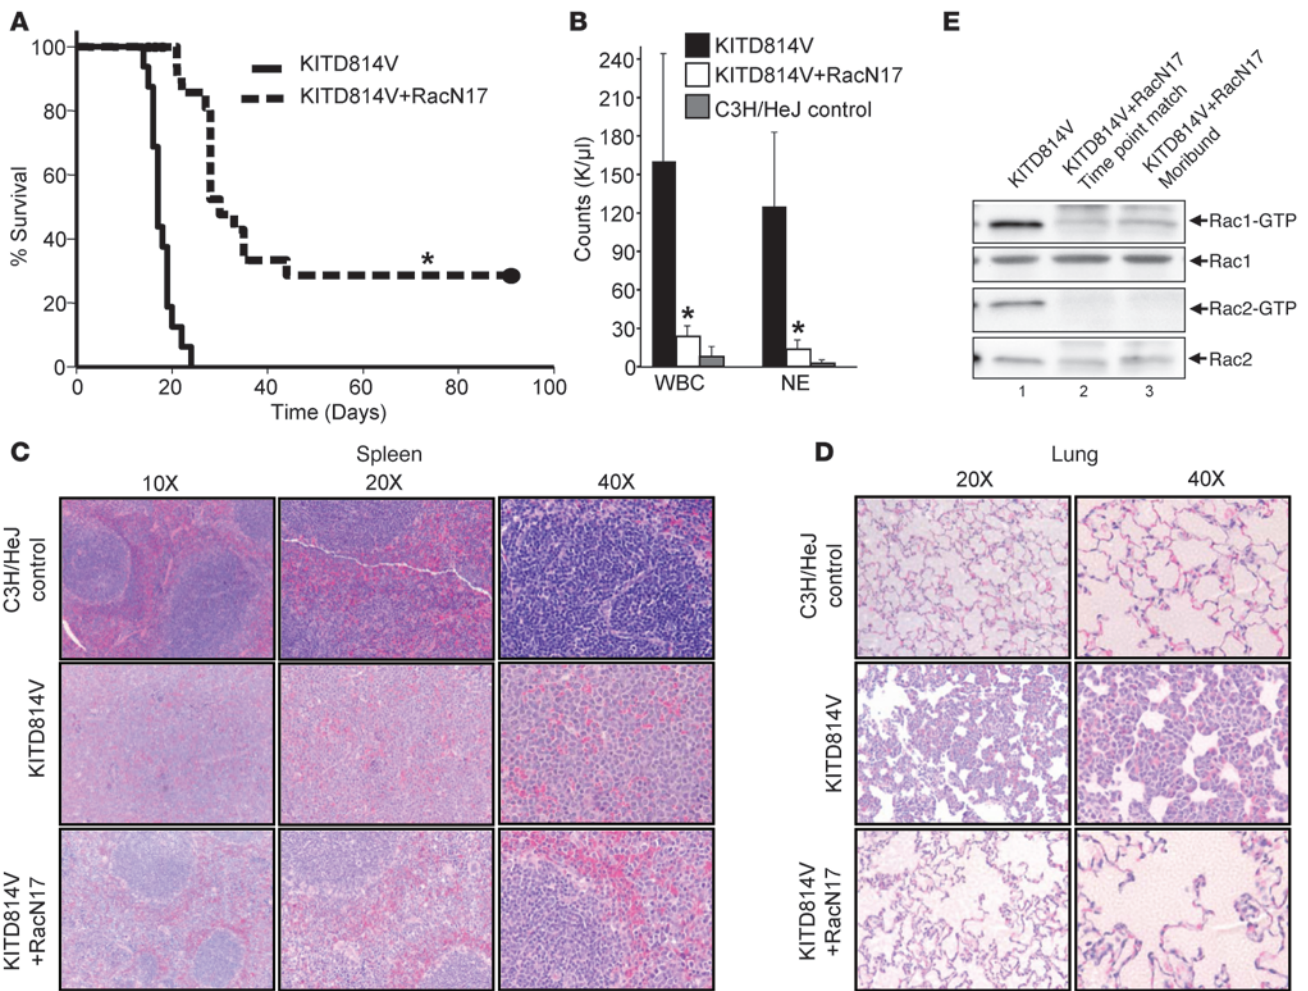 A
100
80
60
40
20
0
% Survival
KITD814V
KITD814V+RacN17
*
0
20
40
60
80
100
Time (Days)
B
KITD814V
KITD814V+RacN17
C3H/HeJ control
240
210
180
150
120
90
60
30
0
Counts (K/µl)
*
*
WBC
NE
E
KITD814V
KITD814V+RacN17
Time point match
KITD814V+RacN17
Moribund
Rac1-GTP
Rac1
Rac2-GTP
Rac2
1 2 3
C
Spleen
10X 20X 40X
C3H/HeJ
control
KITD814V
KITD814V
+RacN17
D
Lung
20X 40X
C3H/HeJ
control
KITD814V
KITD814V
+RacN17